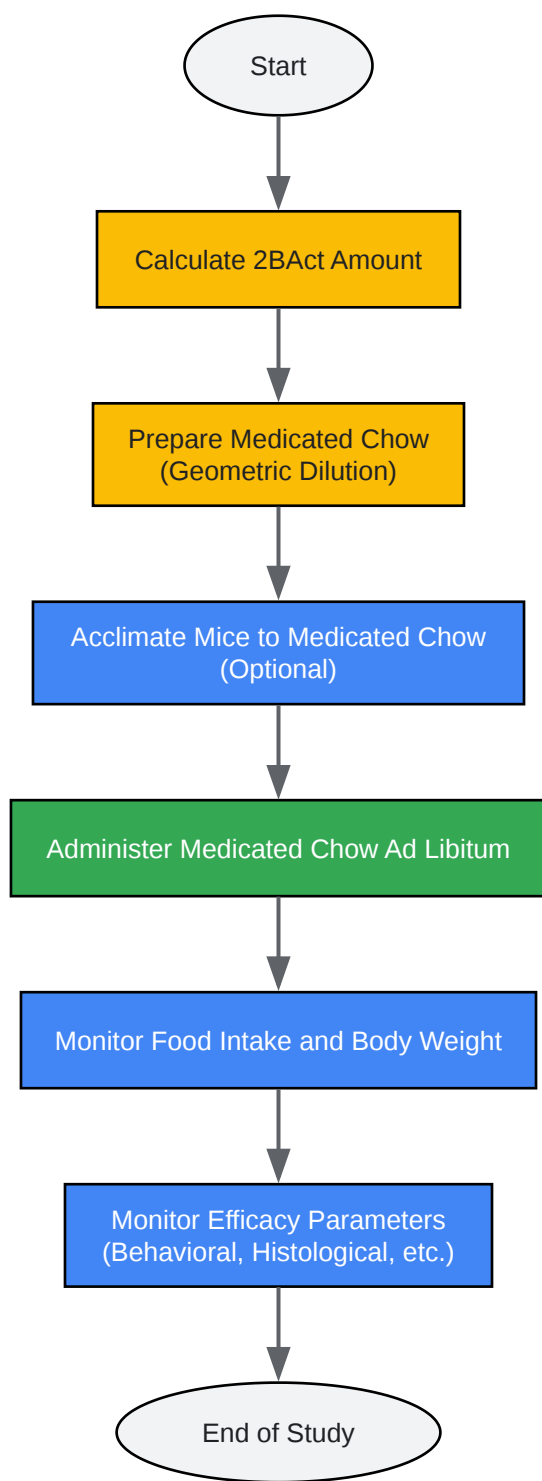 Start
Calculate 2BAct Amount
Prepare Medicated Chow
(Geometric Dilution)
Acclimate Mice to Medicated Chow
(Optional)
Administer Medicated Chow Ad Libitum
Monitor Food Intake and Body Weight
Monitor Efficacy Parameters
(Behavioral, Histological, etc.)
End of Study